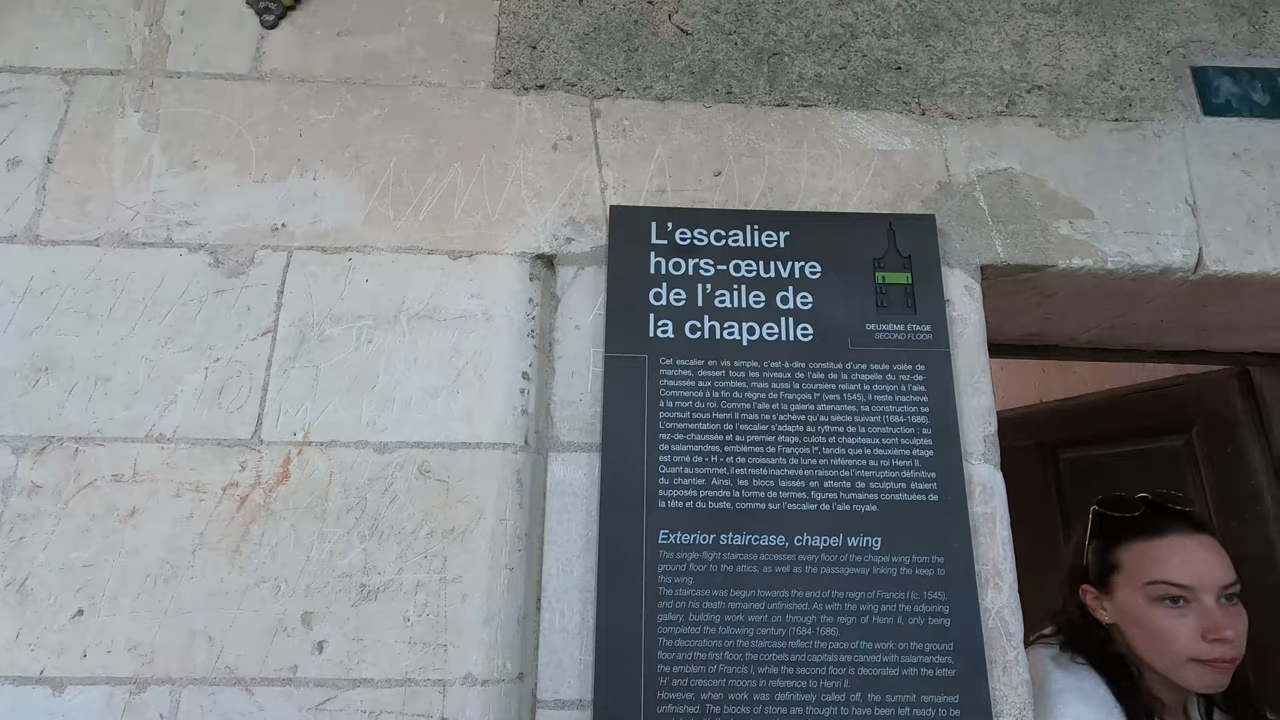 L'escalier
hors-œuvre
de l'aile de
la chapelle
DEUXIÈME ÉTAGE
SECOND FLOOR
Cet escalier en vis simple, c'est-à-dire constitué d'une seule volée de
marches, dessert tous les niveaux de l'aile de la chapelle du rez-de-
chaussée aux combles, mais aussi la coursière reliant le donjon à l'aile.
Commencé à la fin du règne de François Iᵉʳ (vers 1545), il reste inachevé
à la mort du roi. Comme l'aile et la galerie attenantes, sa construction se
poursuit sous Henri II mais ne s'achève qu'au siècle suivant (1684-1686).
L'ornementation de l'escalier s'adapte au rythme de la construction : au
rez-de-chaussée et au premier étage, culots et chapiteaux sont sculptés
de salamandres, emblèmes de François Iᵉʳ, tandis que le deuxième étage
est orné de « H » et de croissants de lune en référence au roi Henri II.
Quant au sommet, il est resté inachevé en raison de l'interruption définitive
du chantier. Ainsi, les blocs laissés en attente de sculpture étaient
supposés prendre la forme de termes, figures humaines constituées de
la tête et du buste, comme sur l'escalier de l'aile royale.
Exterior staircase, chapel wing
This single-flight staircase accesses every floor of the chapel wing from the
ground floor to the attics, as well as the passageway linking the keep to
this wing.
The staircase was begun towards the end of the reign of Francis I (c. 1545),
and on his death remained unfinished. As with the wing and the adjoining
gallery, building work went on through the reign of Henri II, only being
completed the following century (1684-1686).
The decorations on the staircase reflect the pace of the work: on the ground
floor and the first floor, the corbels and capitals are carved with salamanders,
the emblem of Francis I, while the second floor is decorated with the letter
'H' and crescent moons in reference to Henri II.
However, when work was definitively called off, the summit remained
unfinished. The blocks of stone are thought to have been left ready to be